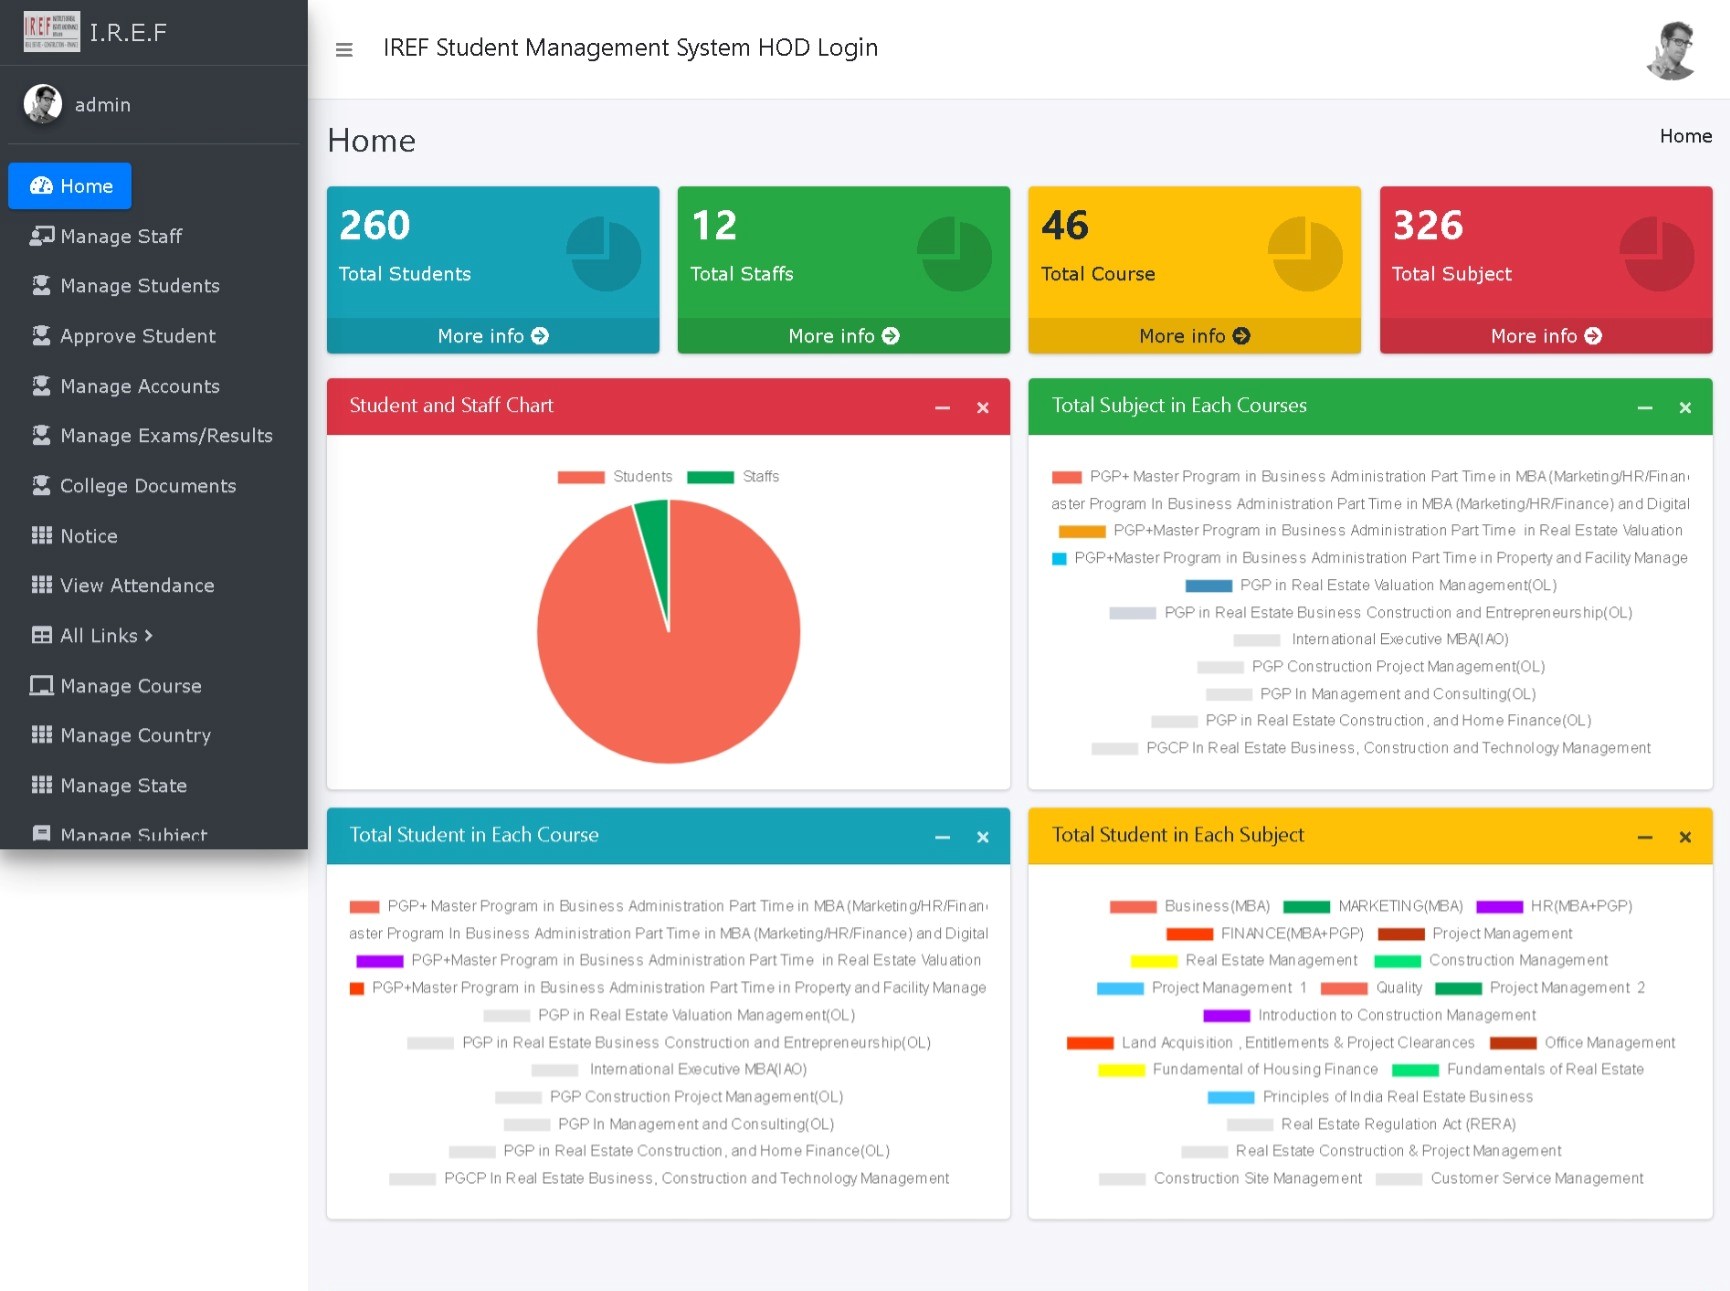 IREF
I.R.E.F
IREF Student Management System HOD Login
admin
Home
Manage Staff
Manage Students
Approve Student
Manage Accounts
Manage Exams/Results
College Documents
Notice
View Attendance
All Links
Manage Course
Manage Country
Manage State
Manage Subject
Home
Home
260
Total Students
More info
12
Total Staffs
More info
46
Total Course
More info
326
Total Subject
More info
Student and Staff Chart
Students Staffs
Total Subject in Each Courses
PGP+ Master Program in Business Administration Part Time in MBA(Marketing/HR/Finan
aster Program In Business Administration Part Time in MBA (Marketing/HR/Finance) and Digital
PGP+Master Program in Business Administration Part Time in Real Estate Valuation
PGP+Master Program in Business Administration Part Time in Property and Facility Manage
PGP in Real Estate Valuation Management(OL)
PGP in Real Estate Business Construction and Entrepreneurship(OL)
International Executive MBA(IAO)
PGP Construction Project Management(OL)
PGP In Management and Consulting(OL)
PGP in Real Estate Construction, and Home Finance(OL)
PGCP In Real Estate Business, Construction and Technology Management
Total Student in Each Course
PGP+ Master Program in Business Administration Part Time in MBA(Marketing/HR/Finan
aster Program In Business Administration Part Time in MBA (Marketing/HR/Finance) and Digital
PGP+Master Program in Business Administration Part Time in Real Estate Valuation
PGP+Master Program in Business Administration Part Time in Property and Facility Manage
PGP in Real Estate Valuation Management(OL)
PGP in Real Estate Business Construction and Entrepreneurship(OL)
International Executive MBA(IAO)
PGP Construction Project Management(OL)
PGP In Management and Consulting(OL)
PGP in Real Estate Construction, and Home Finance(OL)
PGCP In Real Estate Business, Construction and Technology Management
Total Student in Each Subject
Business(MBA) MARKETING(MBA) HR(MBA+PGP)
FINANCE(MBA+PGP) Project Management
Real Estate Management Construction Management
Project Management 1 Quality Project Management 2
Introduction to Construction Management
Land Acquisition , Entitlements & Project Clearances Office Management
Fundamental of Housing Finance Fundamentals of Real Estate
Principles of India Real Estate Business
Real Estate Regulation Act (RERA)
Real Estate Construction & Project Management
Construction Site Management Customer Service Management